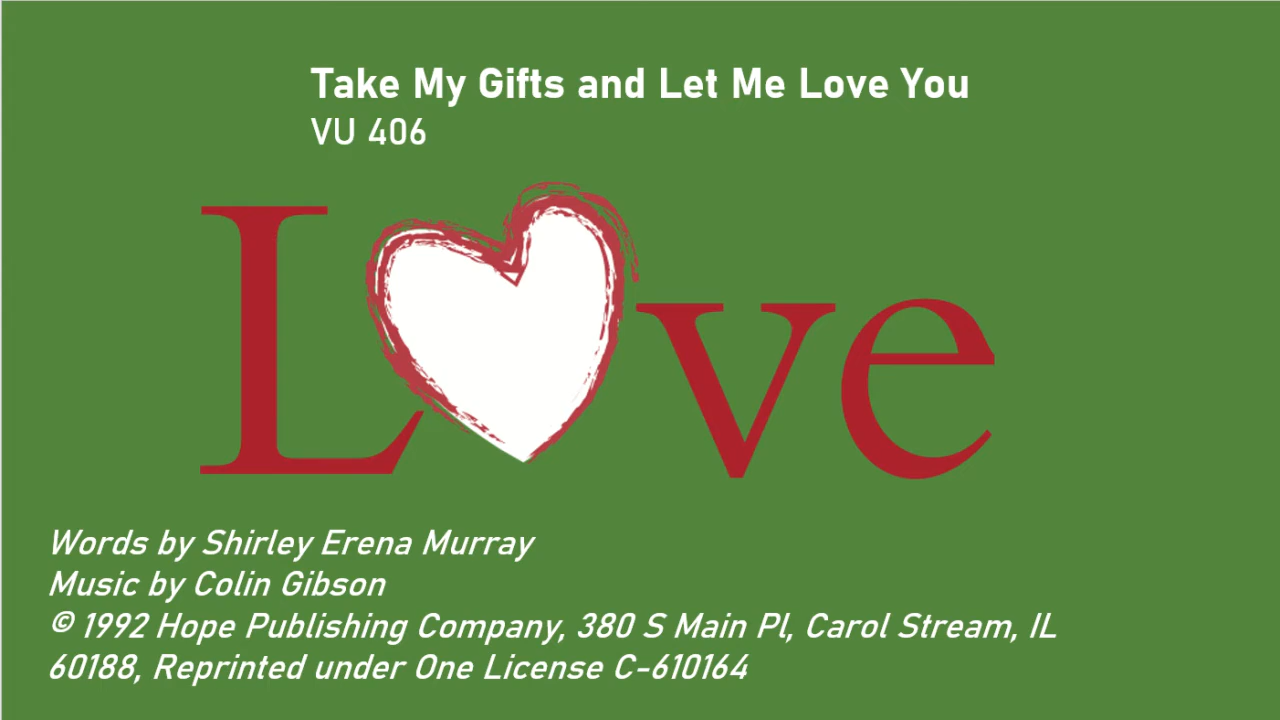 Take My Gifts and Let Me Love You
VU 406
Love
Words by Shirley Erena Murray
Music by Colin Gibson
© 1992 Hope Publishing Company, 380 S Main Pl, Carol Stream, IL
60188, Reprinted under One License C-610164